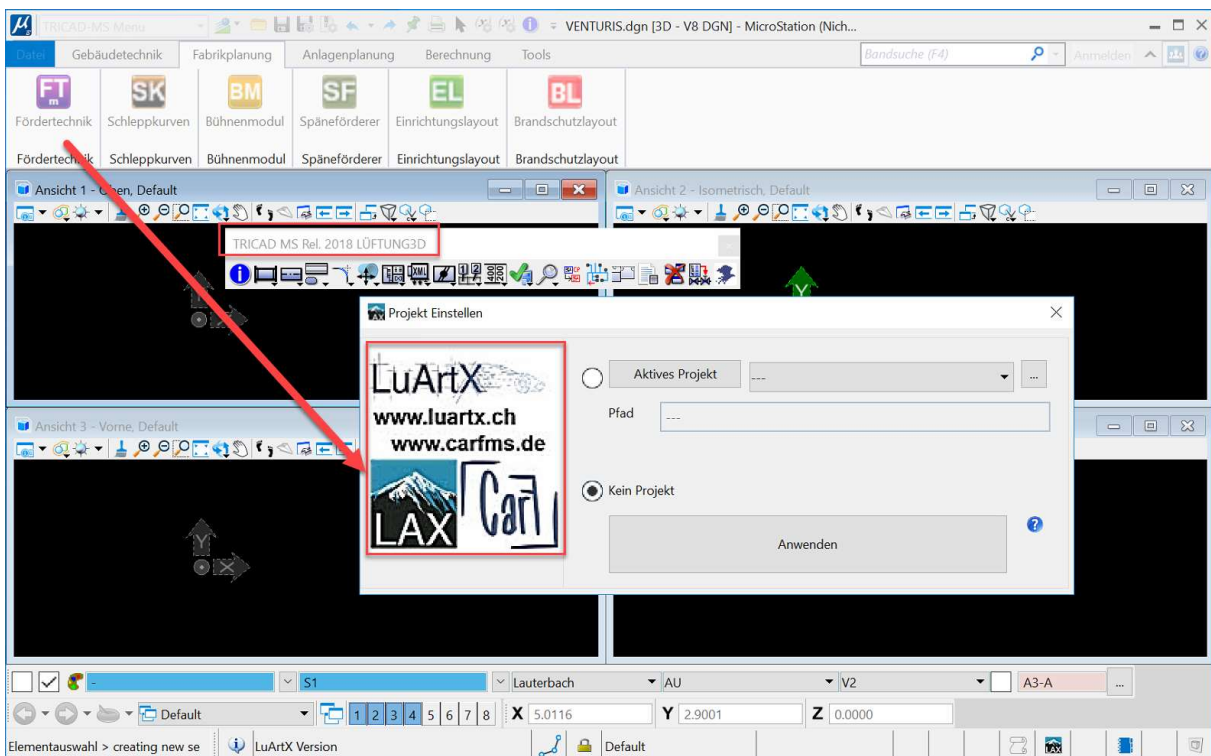 TRICAD-MS Menü
VENTURIS.dgn [3D - V8 DGN] - MicroStation (Nich...
Datei Gebäudetechnik Fabrikplanung Anlagenplanung Berechnung Tools
Bandsuche (F4)
Anmelden
FT m SK BM SF EL BL
Fördertechnik Schleppkurven Bühnenmodul Späneförderer Einrichtungslayout Brandschutzlayout
Fördertechnik Schleppkurven Bühnenmodul Späneförderer Einrichtungslayout Brandschutzlayout
Ansicht 1 - Oben, Default
Ansicht 2 - Isometrisch, Default
TRICAD MS Rel. 2018 LÜFTUNG3D
Y
Projekt Einstellen
LuArtX
www.luartx.ch
www.carfms.de
LAX
Aktives Projekt
---
...
Pfad
---
Kein Projekt
Anwenden
Ansicht 3 - Vorne, Default
Y
X
- S1 Lauterbach AU V2 A3-A ...
Default 1 2 3 4 5 6 7 8 X 5.0116 Y 2.9001 Z 0.0000
Elementauswahl > creating new se LuArtX Version Default